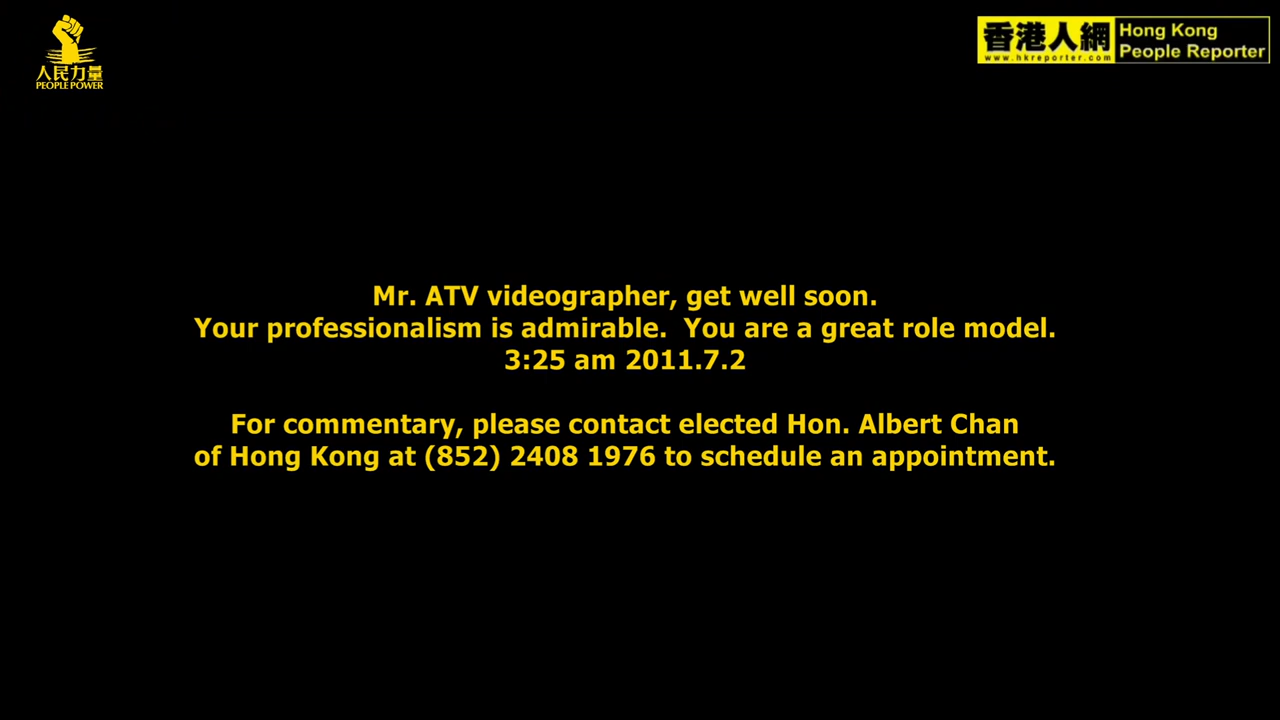 人民力量
PEOPLE POWER
香港人網
www.hkreporter.com
Hong Kong
People Reporter
Mr. ATV videographer, get well soon.
Your professionalism is admirable.  You are a great role model.
3:25 am 2011.7.2
For commentary, please contact elected Hon. Albert Chan
of Hong Kong at (852) 2408 1976 to schedule an appointment.